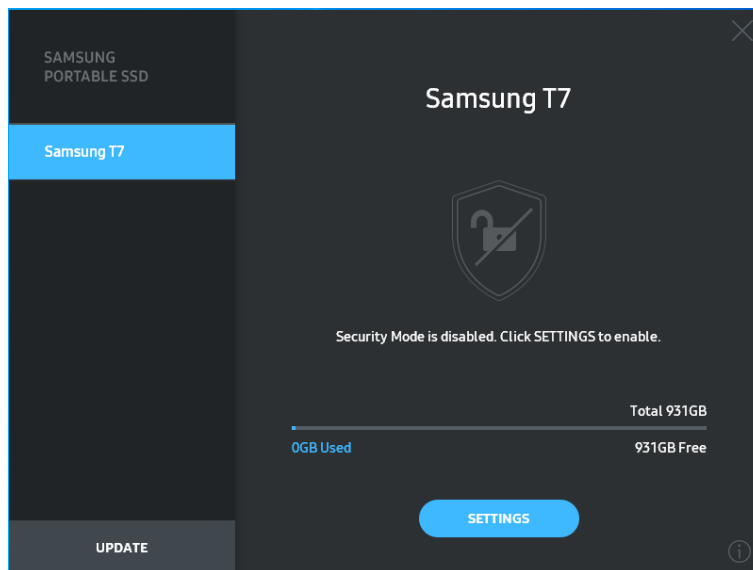 SAMSUNG
PORTABLE SSD
Samsung T7
Samsung T7
Security Mode is disabled. Click SETTINGS to enable.
Total 931GB
0GB Used
931GB Free
SETTINGS
UPDATE